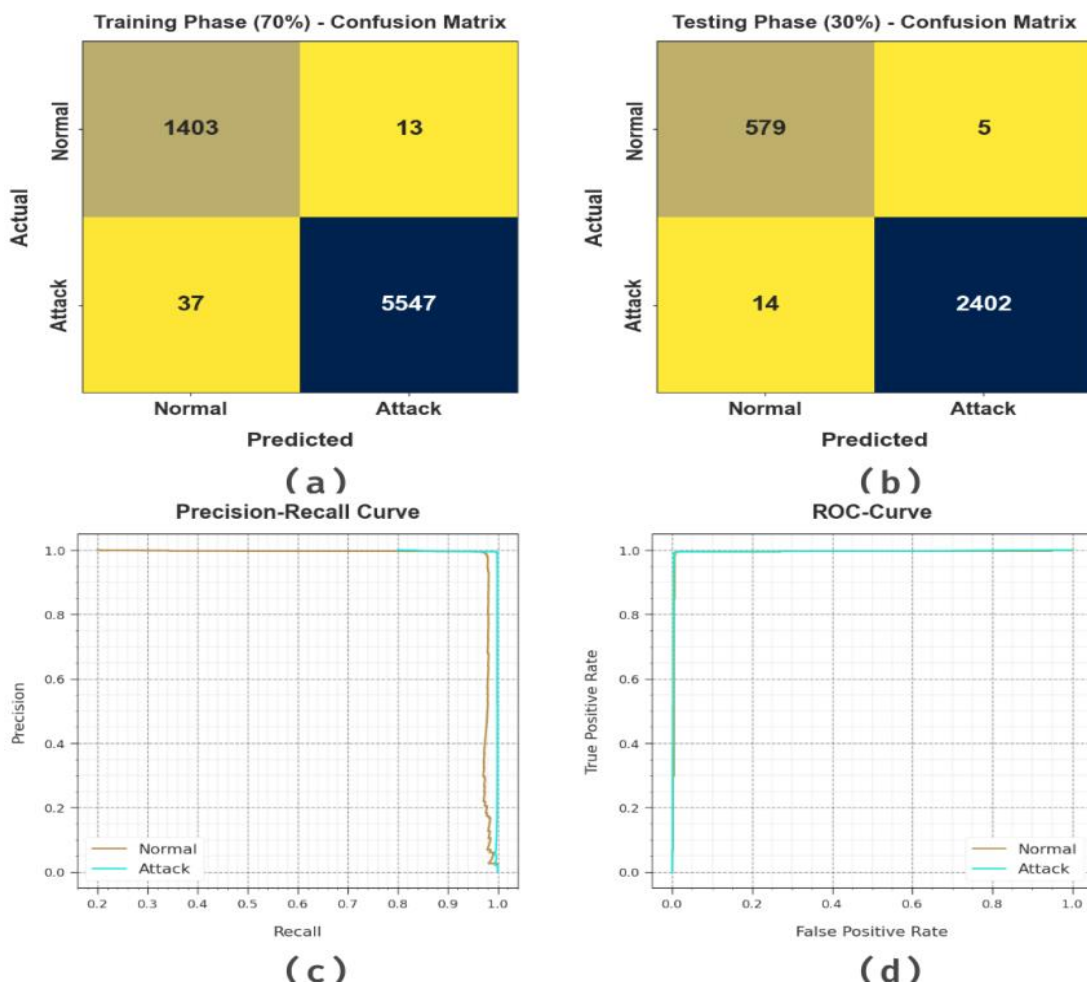 Training Phase (70%) - Confusion Matrix
Actual
Normal
Attack
1403
13
37
5547
Normal
Attack
Predicted
(a)
Testing Phase (30%) - Confusion Matrix
Actual
Normal
Attack
579
5
14
2402
Normal
Attack
Predicted
(b)
Precision-Recall Curve
Precision
1.0
0.8
0.6
0.4
0.2
0.0
Normal
Attack
0.2 0.3 0.4 0.5 0.6 0.7 0.8 0.9 1.0
Recall
(c)
ROC-Curve
True Positive Rate
1.0
0.8
0.6
0.4
0.2
0.0
Normal
Attack
0.0 0.2 0.4 0.6 0.8 1.0
False Positive Rate
(d)